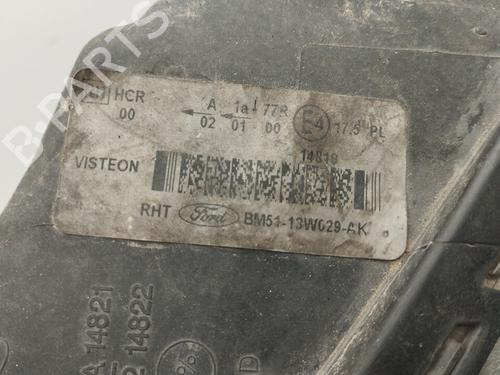 B-PARTS
HCR A 1a 77R E4 17.5 PL
00 02 01 00
14819
VISTEON
RHT Ford BM51-13W029-AK
A 14821
14822
D